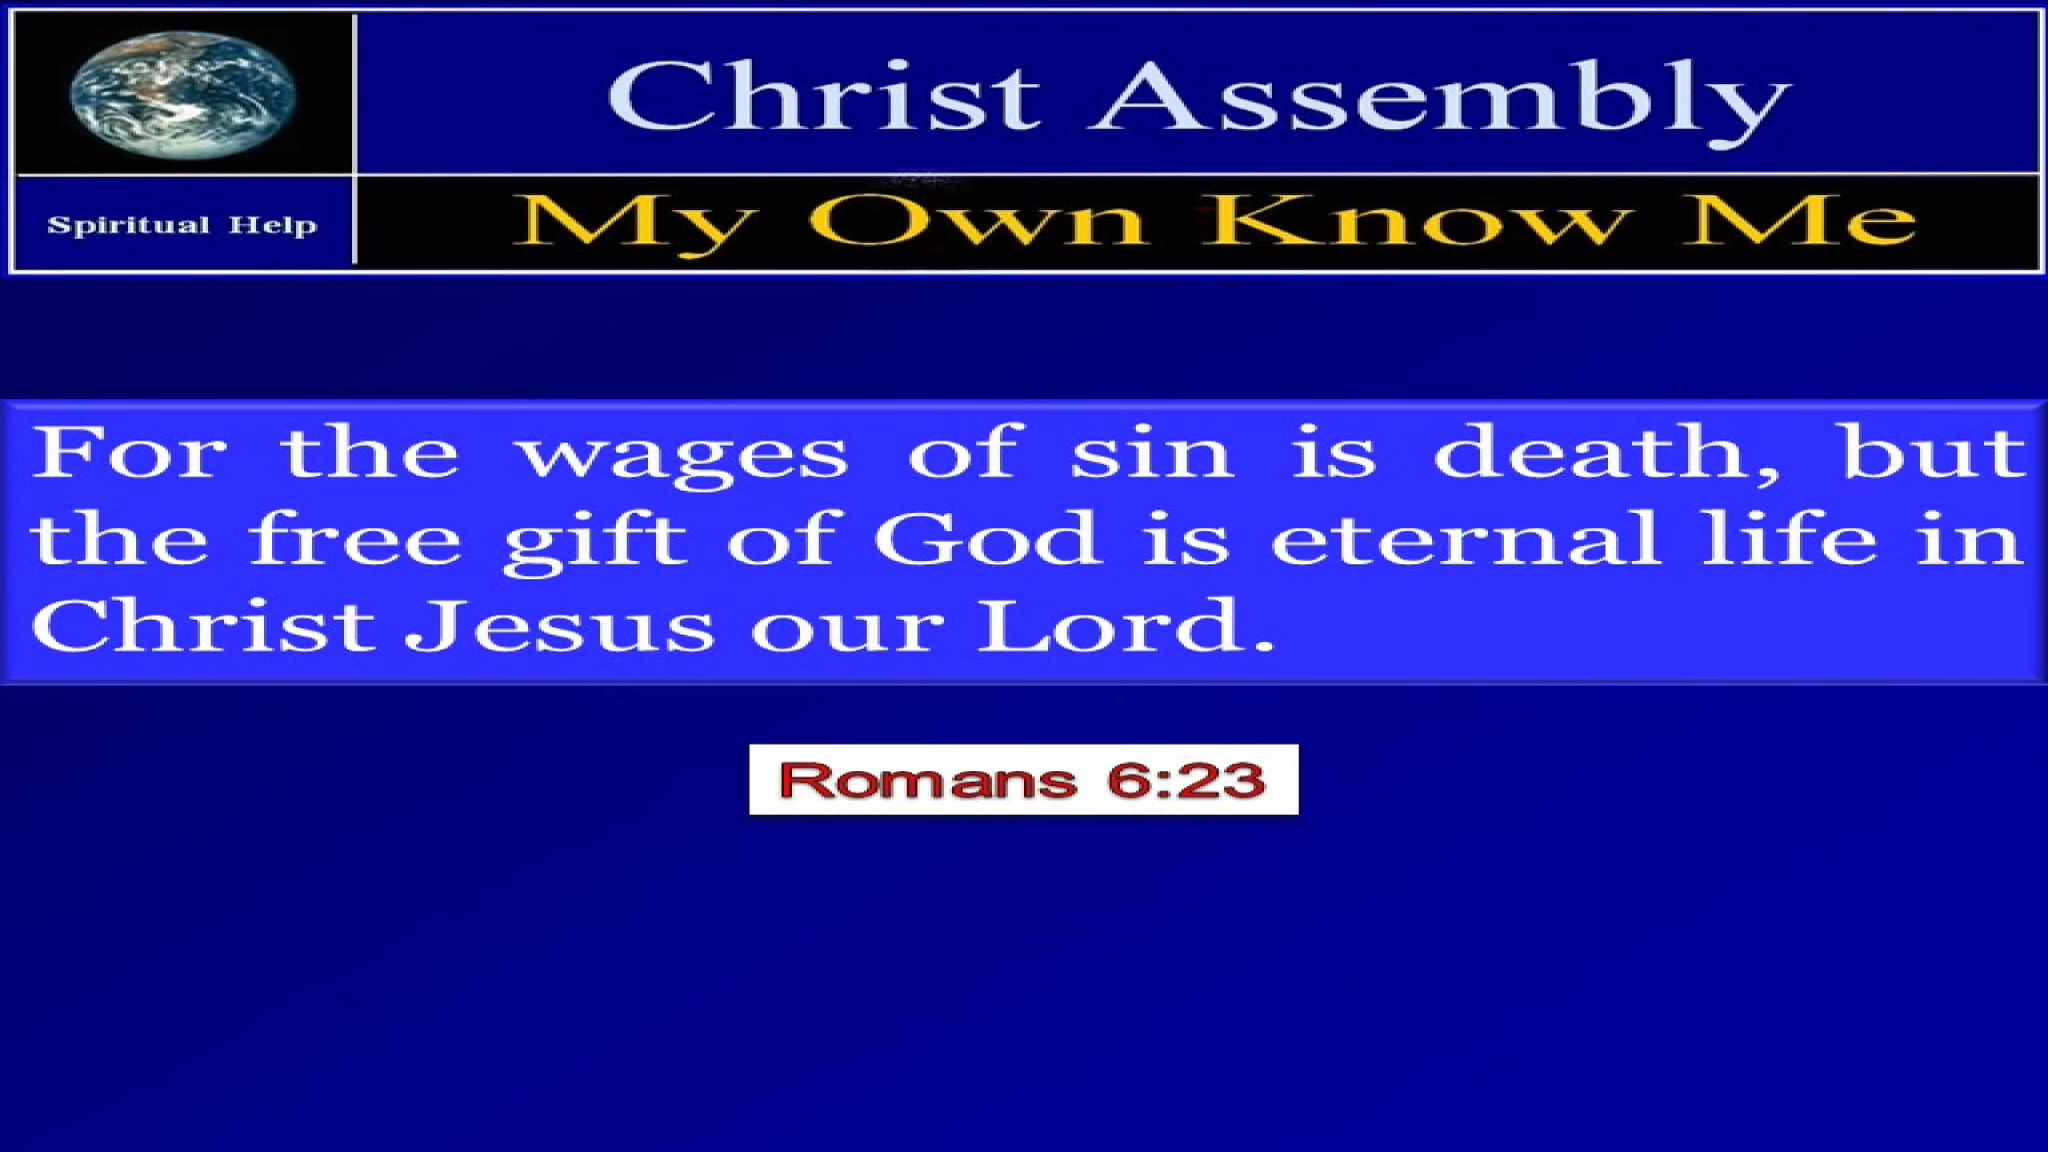 Christ Assembly
Spiritual Help
My Own Know Me
For the wages of sin is death, but
the free gift of God is eternal life in
Christ Jesus our Lord.
Romans 6:23